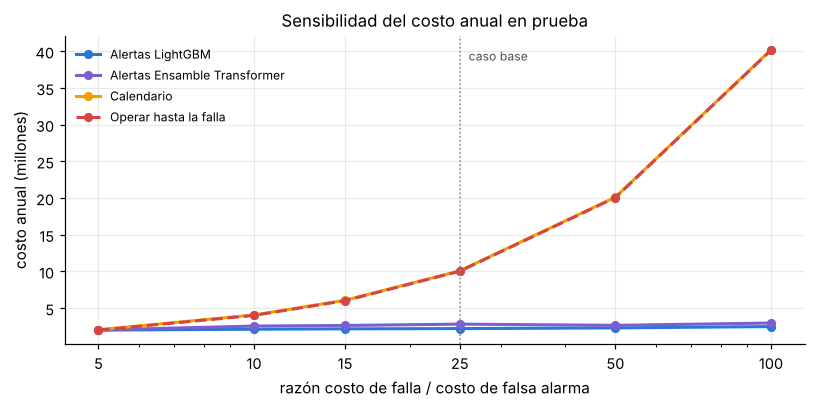 Sensibilidad del costo anual en prueba
Alertas LightGBM
Alertas Ensamble Transformer
Calendario
Operar hasta la falla
caso base
costo anual (millones)
40
35
30
25
20
15
10
5
5
10
15
25
50
100
razón costo de falla / costo de falsa alarma